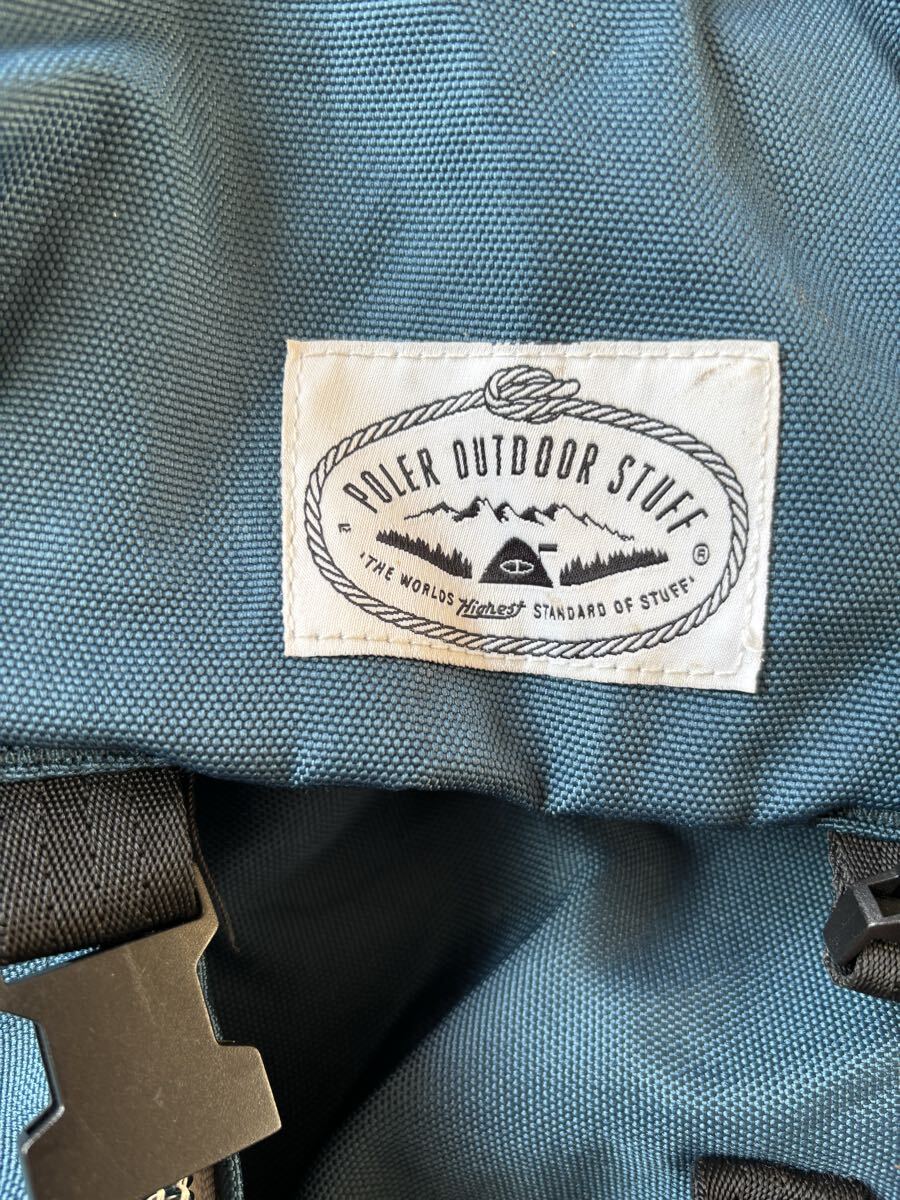 POLER OUTDOOR STUFF
'THE WORLDS Highest STANDARD OF STUFF'
®